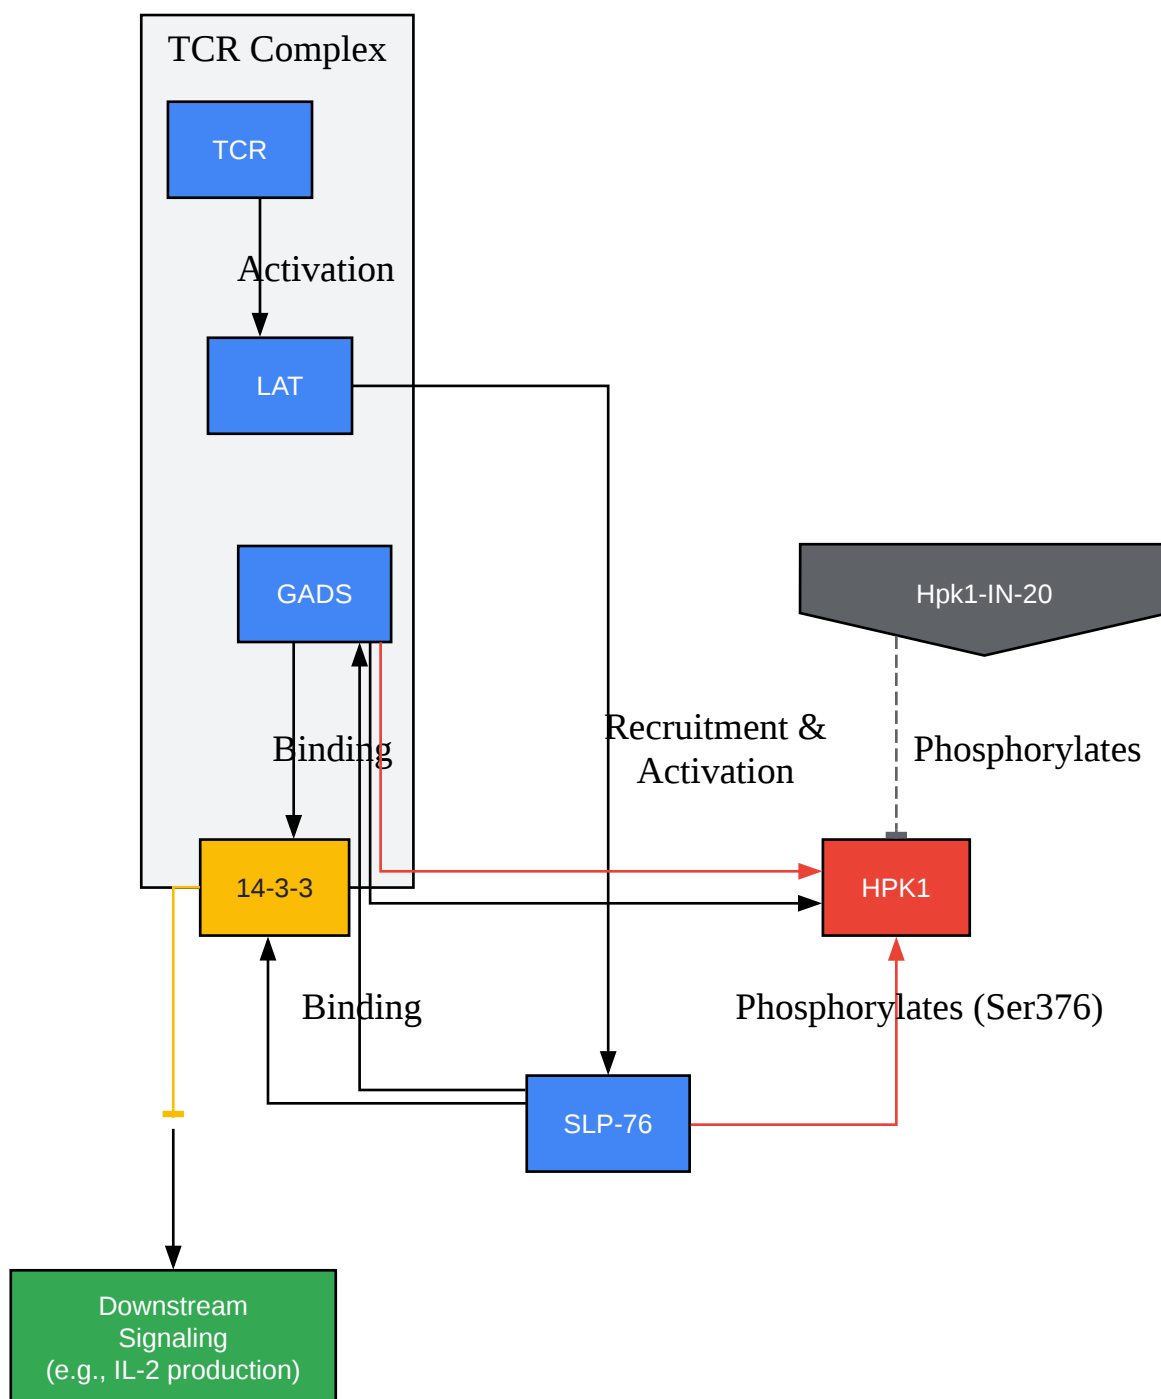 TCR Complex
TCR
Activation
LAT
GADS
Hpk1-IN-20
Binding
Recruitment &
Activation
Phosphorylates
14-3-3
HPK1
Binding
Phosphorylates (Ser376)
SLP-76
Downstream
Signaling
(e.g., IL-2 production)